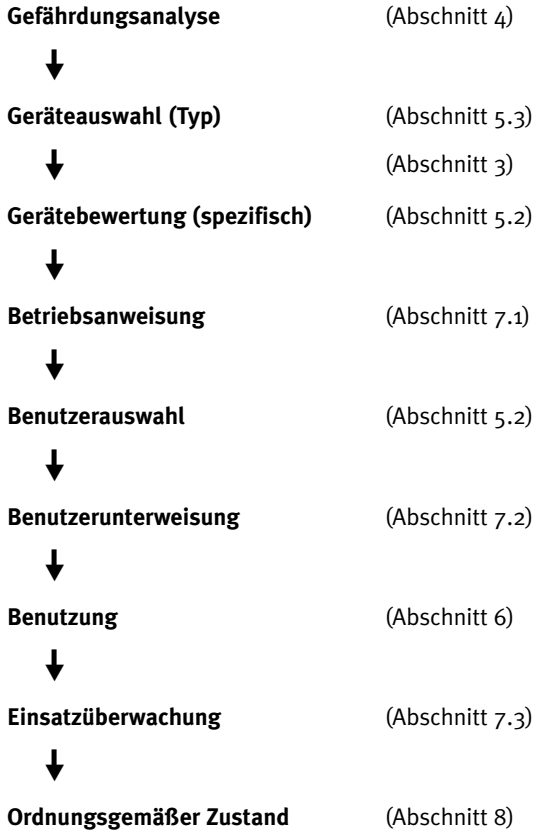 Gefährdungsanalyse (Abschnitt 4)
Geräteauswahl (Typ) (Abschnitt 5.3)
(Abschnitt 3)
Gerätebewertung (spezifisch) (Abschnitt 5.2)
Betriebsanweisung (Abschnitt 7.1)
Benutzerauswahl (Abschnitt 5.2)
Benutzerunterweisung (Abschnitt 7.2)
Benutzung (Abschnitt 6)
Einsatzüberwachung (Abschnitt 7.3)
Ordnungsgemäßer Zustand (Abschnitt 8)